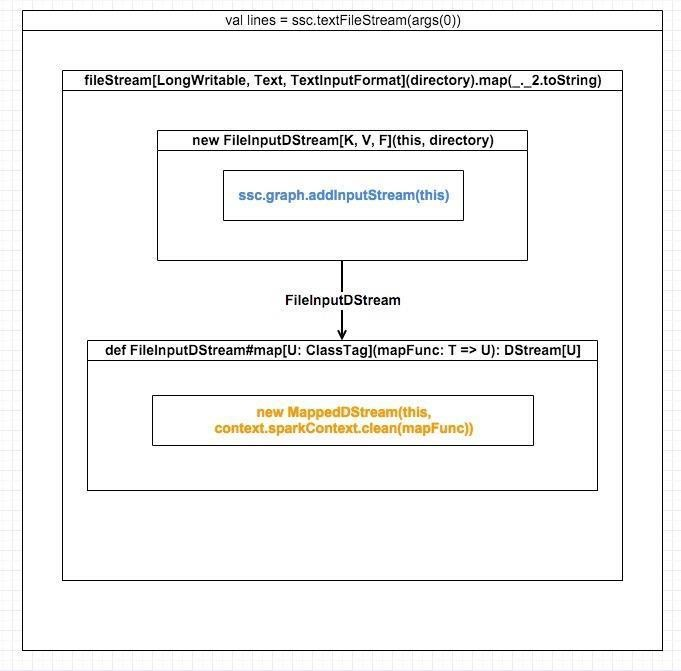 val lines = ssc.textFileStream(args(0))
fileStream[LongWritable, Text, TextInputFormat](directory).map(_._2.toString)
new FileInputDStream[K, V, F](this, directory)
ssc.graph.addInputStream(this)
FileInputDStream
def FileInputDStream#map[U: ClassTag](mapFunc: T => U): DStream[U]
new MappedDStream(this,
context.sparkContext.clean(mapFunc))